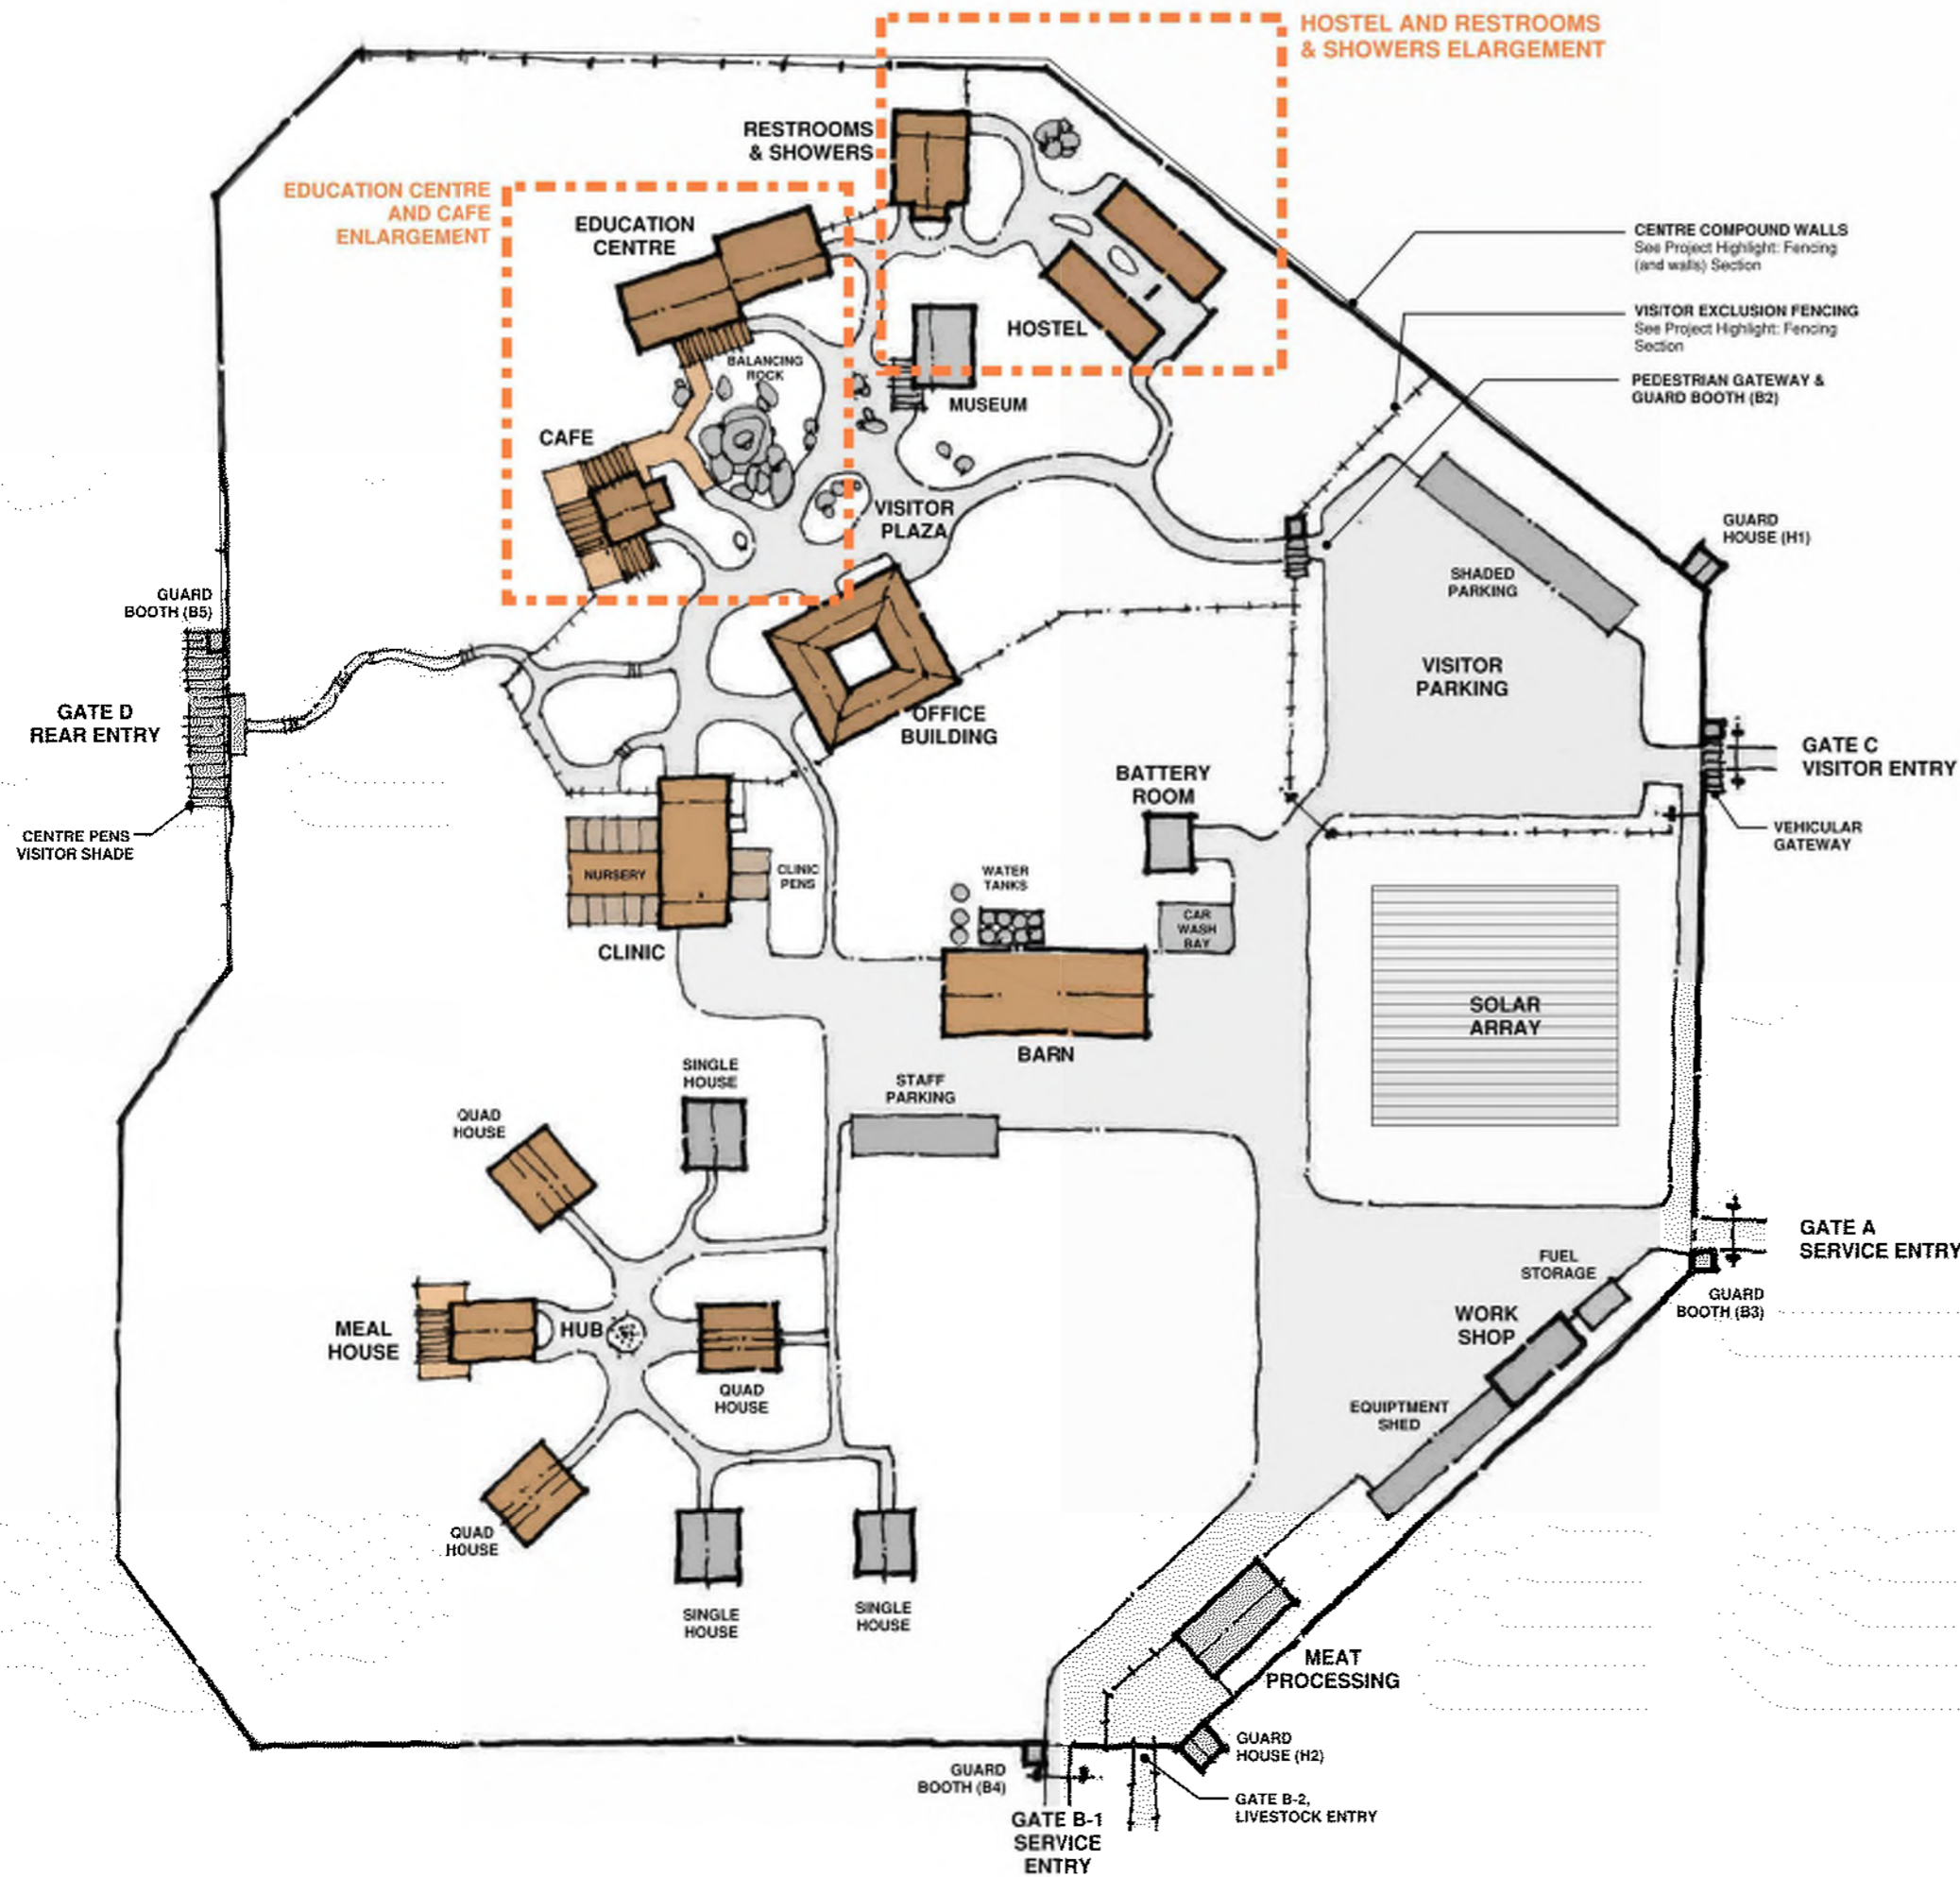 HOSTEL AND RESTROOMS
& SHOWERS ELARGEMENT
RESTROOMS
& SHOWERS
EDUCATION CENTRE
AND CAFE
ENLARGEMENT
EDUCATION
CENTRE
CENTRE COMPOUND WALLS
See Project Highlight: Fencing
(and walls) Section
VISITOR EXCLUSION FENCING
See Project Highlight: Fencing
Section
PEDESTRIAN GATEWAY &
GUARD BOOTH (B2)
HOSTEL
BALANCING
ROCK
MUSEUM
CAFE
VISITOR
PLAZA
GUARD
HOUSE (H1)
SHADED
PARKING
GUARD
BOOTH (B5)
VISITOR
PARKING
GATE D
REAR ENTRY
OFFICE
BUILDING
GATE C
VISITOR ENTRY
BATTERY
ROOM
CENTRE PENS
VISITOR SHADE
VEHICULAR
GATEWAY
NURSERY
CLINIC
PENS
WATER
TANKS
CAR
WASH
BAY
CLINIC
SOLAR
ARRAY
BARN
SINGLE
HOUSE
STAFF
PARKING
QUAD
HOUSE
GATE A
SERVICE ENTRY
FUEL
STORAGE
GUARD
BOOTH (B3)
WORK
SHOP
MEAL
HOUSE
HUB
QUAD
HOUSE
EQUIPTMENT
SHED
QUAD
HOUSE
SINGLE
HOUSE
SINGLE
HOUSE
MEAT
PROCESSING
GUARD
HOUSE (H2)
GUARD
BOOTH (B4)
GATE B-2,
LIVESTOCK ENTRY
GATE B-1
SERVICE
ENTRY